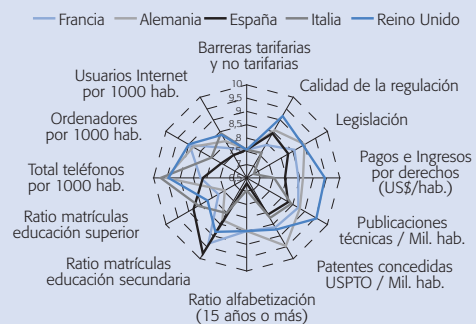 Francia Alemania España Italia Reino Unido
Barreras tarifarias
y no tarifarias
Usuarios Internet
por 1000 hab.
Calidad de la regulación
Ordenadores
por 1000 hab.
Legislación
Total teléfonos
por 1000 hab.
Pagos e Ingresos
por derechos
(US$/hab.)
Ratio matrículas
educación superior
Publicaciones
técnicas / Mil. hab.
Ratio matrículas
educación secundaria
Patentes concedidas
USPTO / Mil. hab.
Ratio alfabetización
(15 años o más)
10
9,5
9
8,5